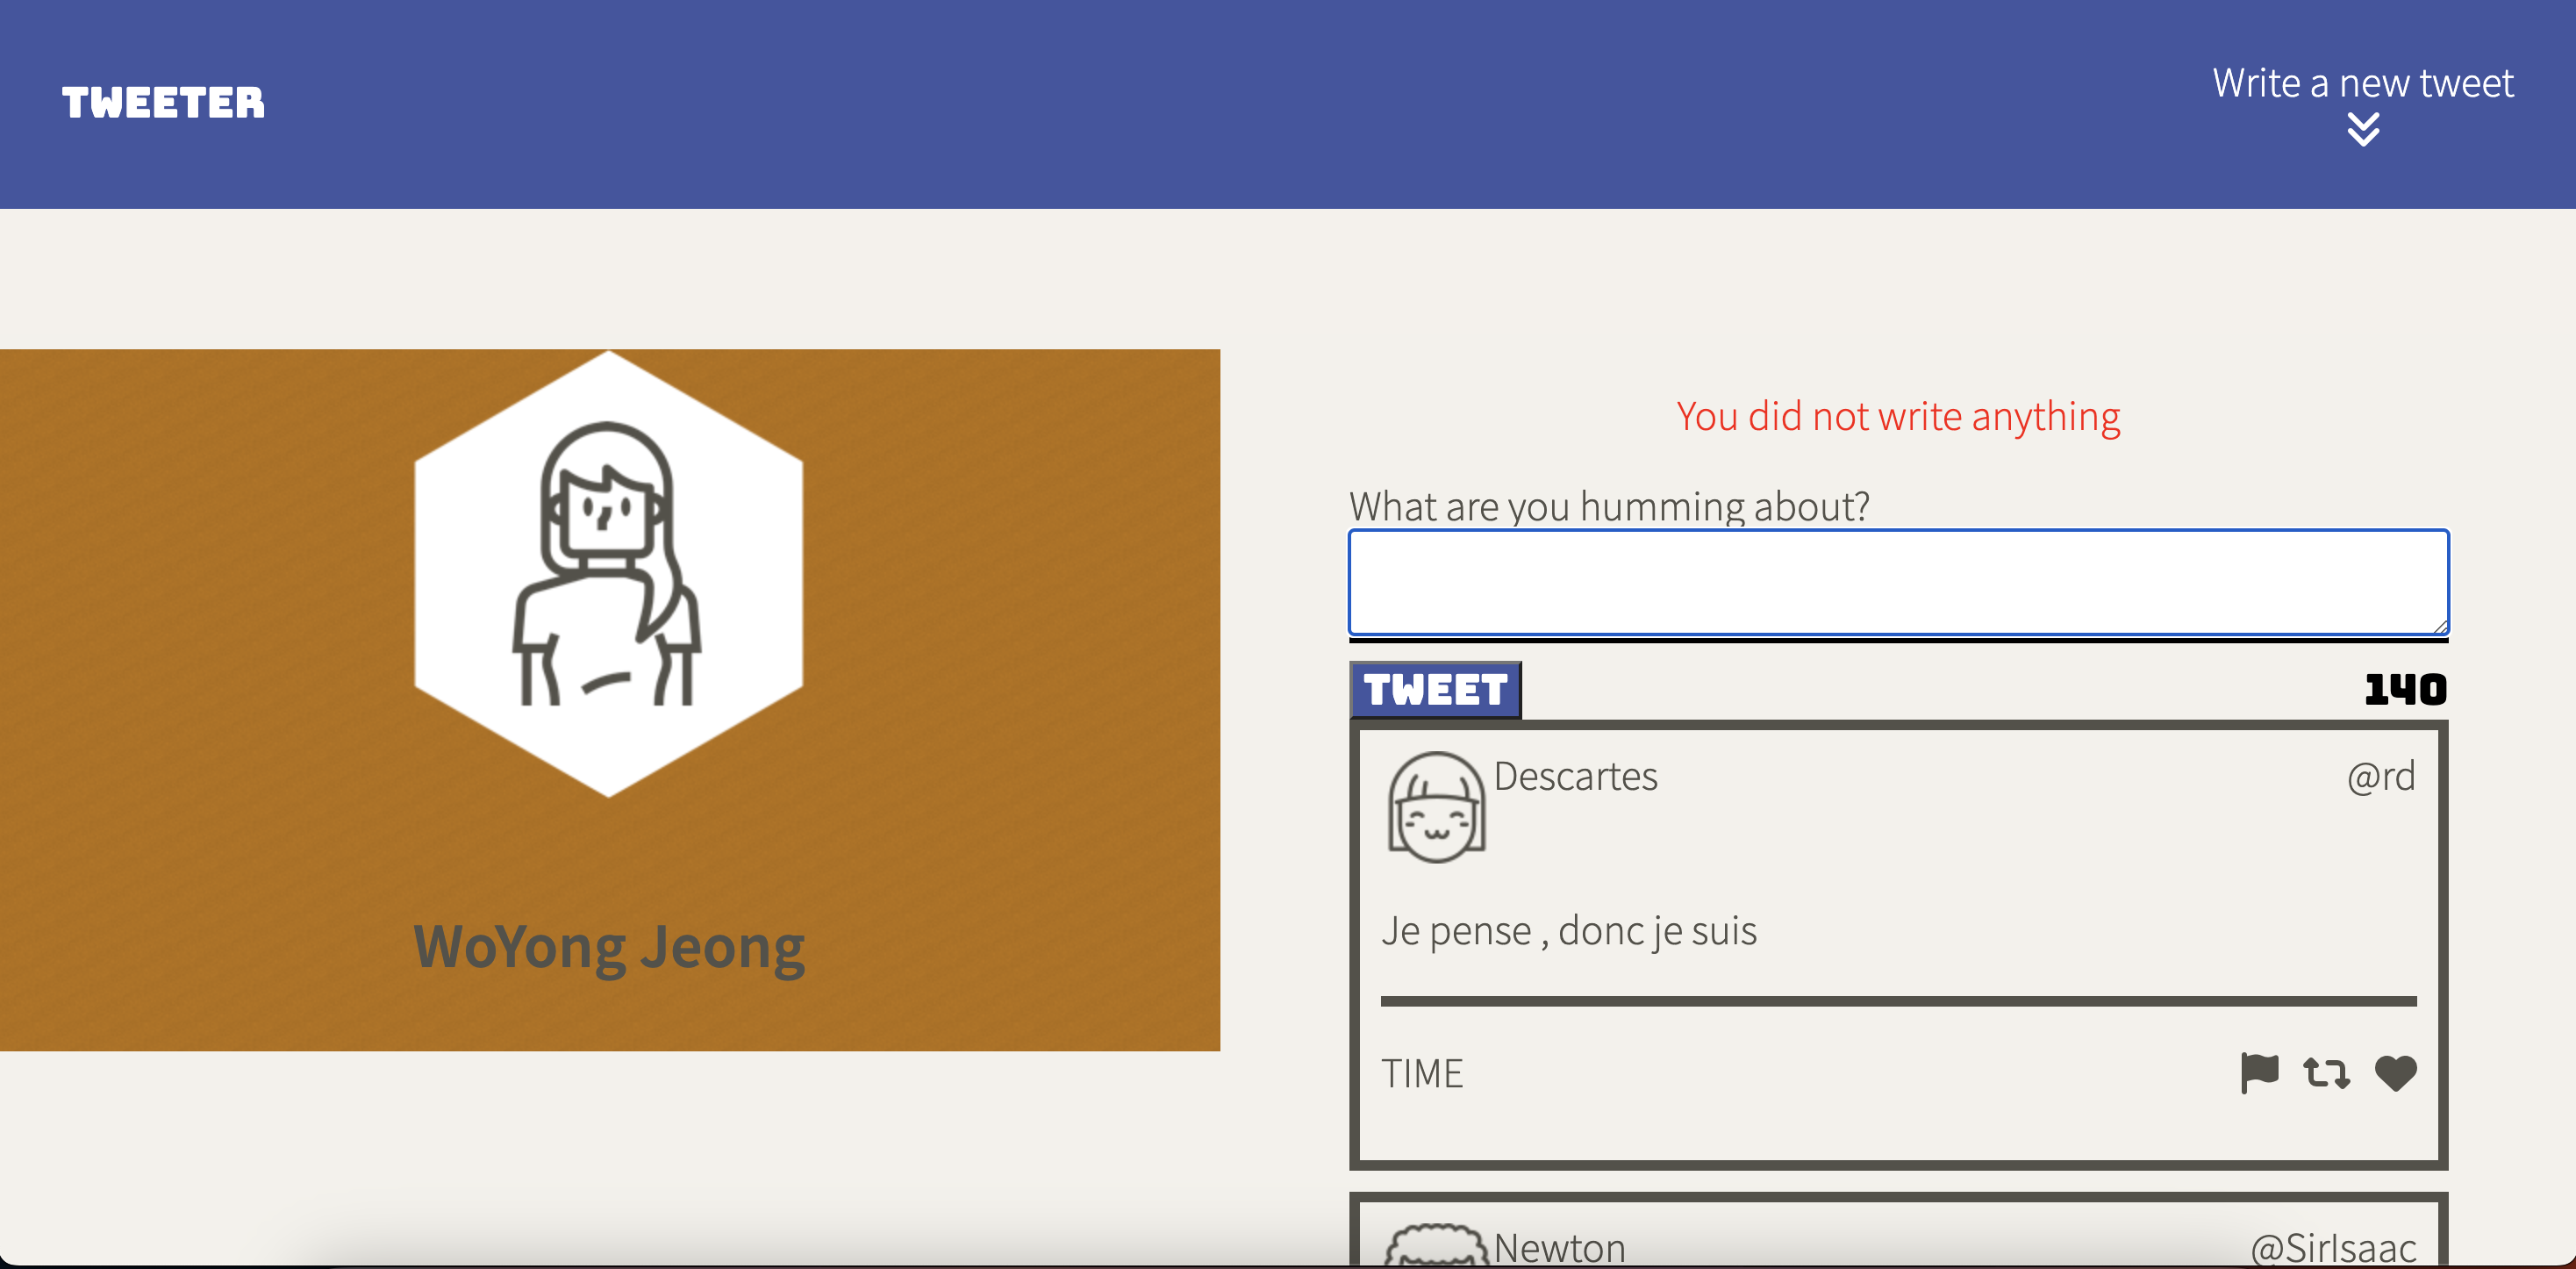 TWEETER
Write a new tweet
WoYong Jeong
You did not write anything
What are you humming about?
TWEET
140
Descartes
@rd
Je pense , donc je suis
TIME
Newton
@SirIsaac